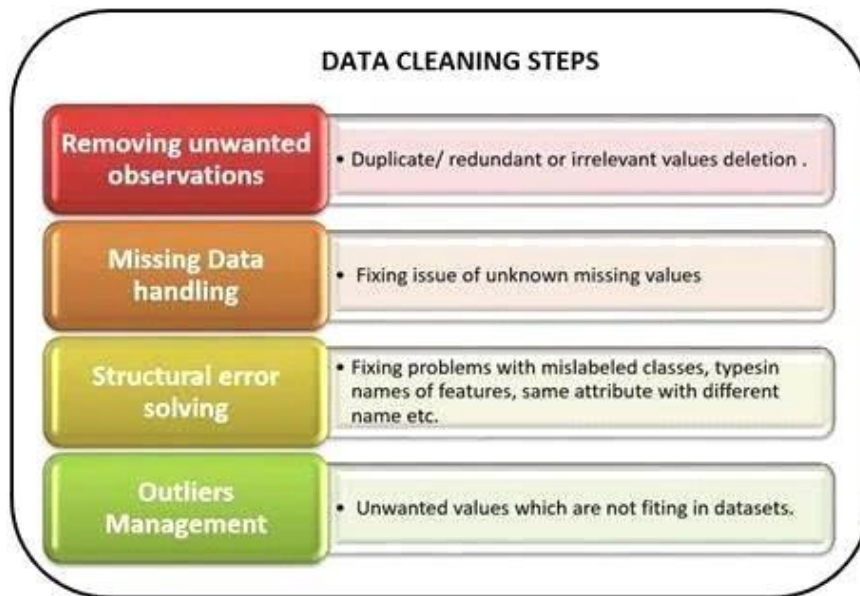 DATA CLEANING STEPS
Removing unwanted
observations
• Duplicate/ redundant or irrelevant values deletion .
Missing Data
handling
• Fixing issue of unknown missing values
Structural error
solving
• Fixing problems with mislabeled classes, typesin
names of features, same attribute with different
name etc.
Outliers
Management
• Unwanted values which are not fiting in datasets.